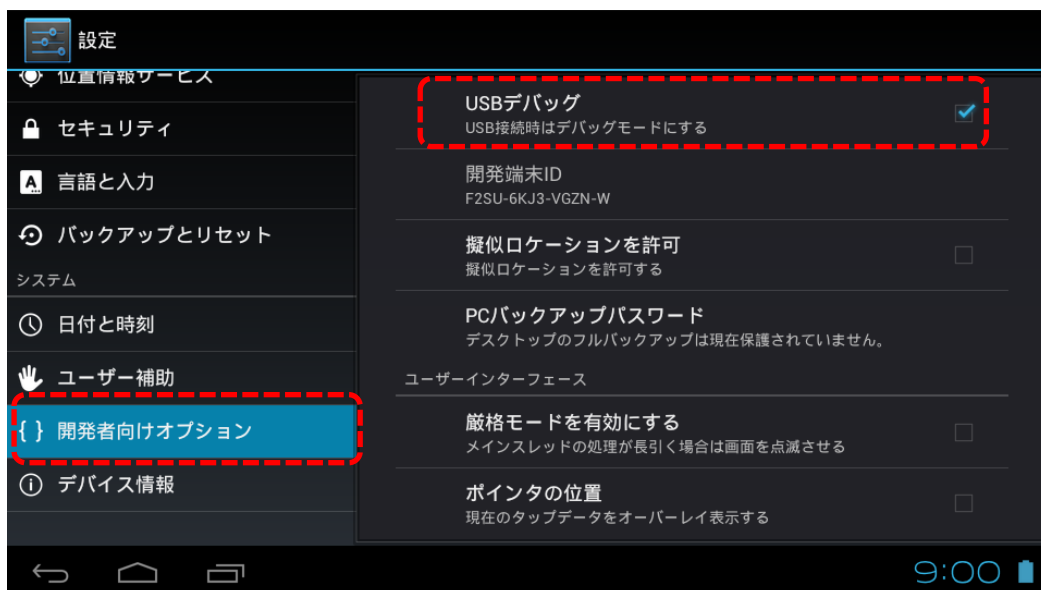 設定
位置情報サービス
セキュリティ
言語と入力
バックアップとリセット
システム
日付と時刻
ユーザー補助
{ } 開発者向けオプション
デバイス情報
USBデバッグ
USB接続時はデバッグモードにする
開発端末ID
F2SU-6KJ3-VGZN-W
擬似ロケーションを許可
擬似ロケーションを許可する
PCバックアップパスワード
デスクトップのフルバックアップは現在保護されていません。
ユーザーインターフェース
厳格モードを有効にする
メインスレッドの処理が長引く場合は画面を点滅させる
ポインタの位置
現在のタップデータをオーバーレイ表示する
9:00